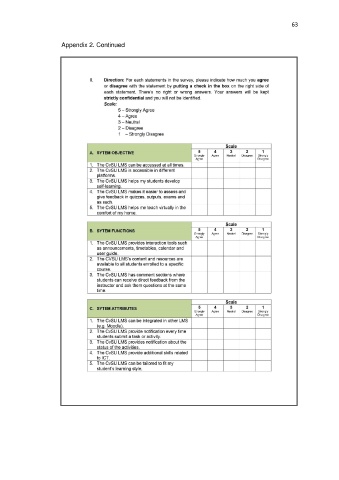 63
Appendix 2. Continued
II. Direction: For each statements in the survey, please indicate how much you agree
or disagree with the statement by putting a check in the box on the right side of
each statement. There's no right or wrong answers. Your answers will be kept
strictly confidential and you will not be identified.
Scale:
5 – Strongly Agree
4 – Agree
3 – Neutral
2 – Disagree
1 – Strongly Disagree
A. SYTEM OBJECTIVE
Scale
5 4 3 2 1
Strongly Agree Agree Neutral Disagree Strongly Disagree
1. The CvSU LMS can be accessed at all times.
2. The CvSU LMS is accessible in different
platforms.
3. The CvSU LMS helps my students develop
self-learning.
4. The CvSU LMS makes it easier to assess and
give feedback in quizzes, outputs, exams and
as such.
5. The CvSU LMS helps me teach virtually in the
comfort of my home.
B. SYTEM FUNCTIONS
Scale
5 4 3 2 1
Strongly Agree Agree Neutral Disagree Strongly Disagree
1. The CvSU LMS provides interaction tools such
as announcements, timetables, calendar and
user guide.
2. The CvSU LMS's content and resources are
available to all students enrolled to a specific
course.
3. The CvSU LMS has comment sections where
students can receive direct feedback from the
instructor and ask them questions at the same
time.
C. SYTEM ATTRIBUTES
Scale
5 4 3 2 1
Strongly Agree Agree Neutral Disagree Strongly Disagree
1. The CvSU LMS can be integrated in other LMS
(e.g. Moodle).
2. The CvSU LMS provide notification every time
students submit a task or activity.
3. The CvSU LMS provides notification about the
status of the activities.
4. The CvSU LMS provide additional skills related
to ICT.
5. The CvSU LMS can be tailored to fit my
student's learning style.